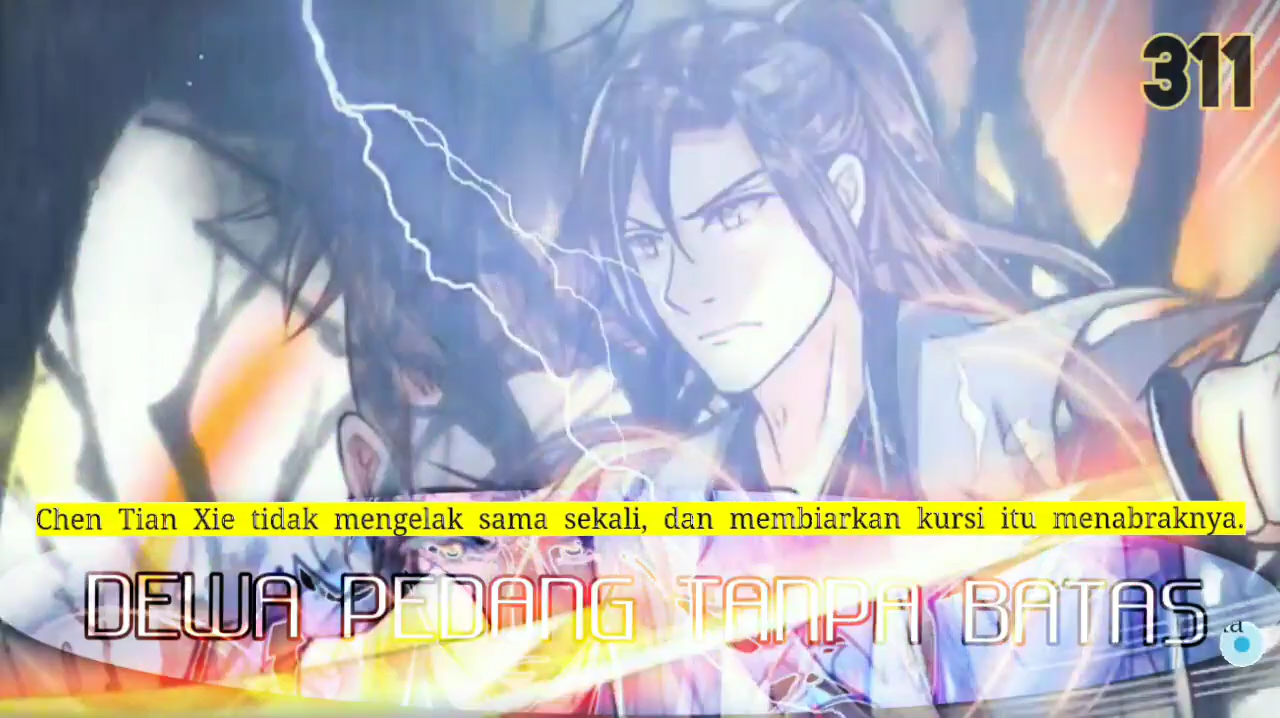 311
Chen Tian Xie tidak mengelak sama sekali, dan membiarkan kursi itu menabraknya.
DEWA PEDANG TANPA BATAS